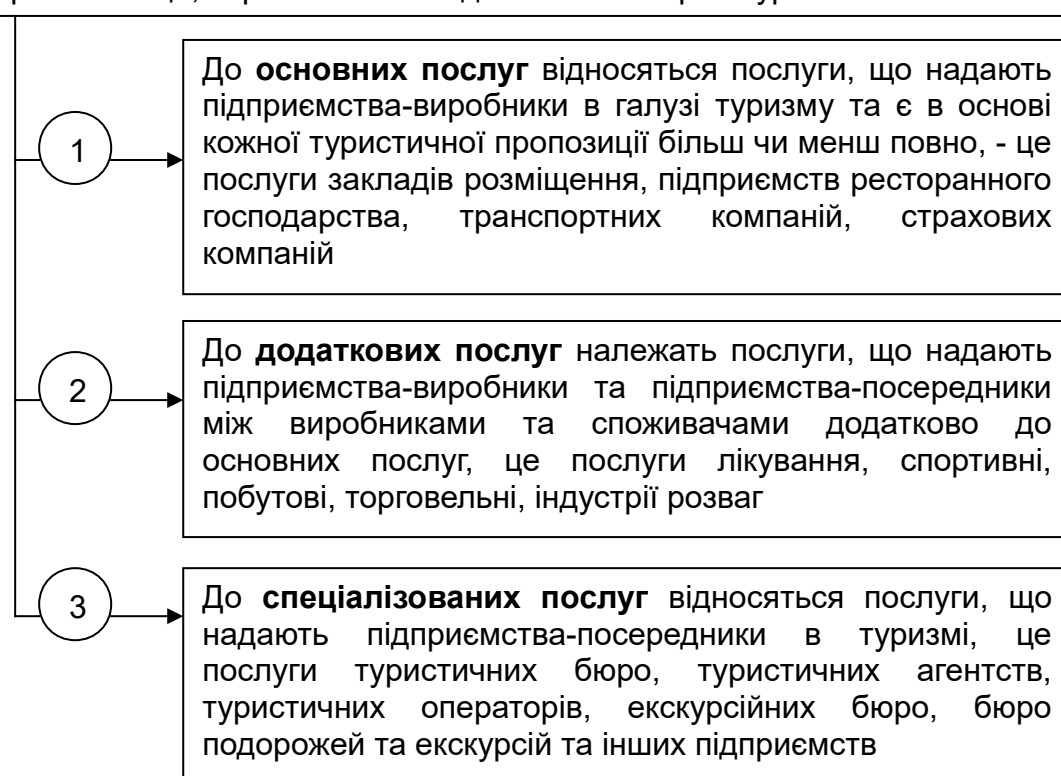 1
До основних послуг відносяться послуги, що надають
підприємства-виробники в галузі туризму та є в основі
кожної туристичної пропозиції більш чи менш повно, - це
послуги закладів розміщення, підприємств ресторанного
господарства, транспортних компаній, страхових
компаній
2
До додаткових послуг належать послуги, що надають
підприємства-виробники та підприємства-посередники
між виробниками та споживачами додатково до
основних послуг, це послуги лікування, спортивні,
побутові, торговельні, індустрії розваг
3
До спеціалізованих послуг відносяться послуги, що
надають підприємства-посередники в туризмі, це
послуги туристичних бюро, туристичних агентств,
туристичних операторів, екскурсійних бюро, бюро
подорожей та екскурсій та інших підприємств